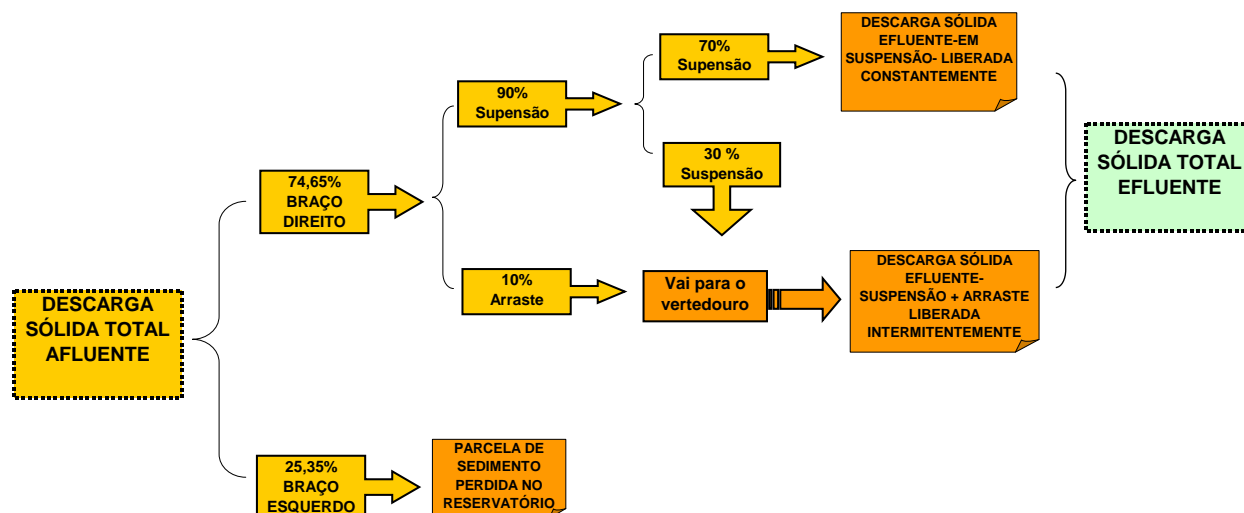 DESCARGA
SÓLIDA TOTAL
AFLUENTE
74,65%
BRAÇO
DIREITO
90%
Supensão
70%
Supensão
DESCARGA SÓLIDA
EFLUENTE-EM
SUSPENSÃO- LIBERADA
CONSTANTEMENTE
30 %
Suspensão
10%
Arraste
Vai para o
vertedouro
DESCARGA SÓLIDA
EFLUENTE-
SUSPENSÃO + ARRASTE
LIBERADA
INTERMITENTEMENTE
DESCARGA
SÓLIDA TOTAL
EFLUENTE
25,35%
BRAÇO
ESQUERDO
PARCELA DE
SEDIMENTO
PERDIDA NO
RESERVATÓRIO